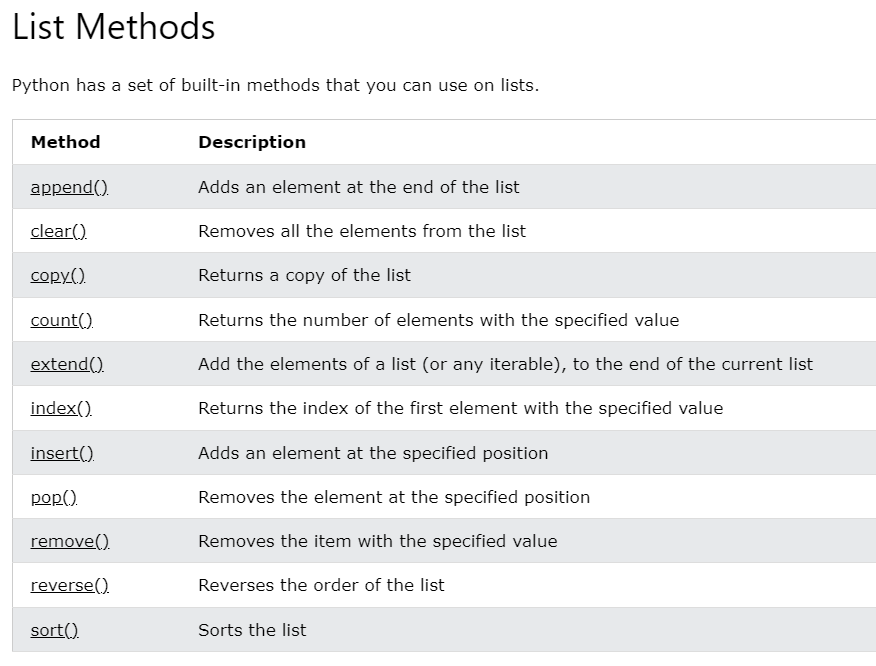 List Methods
Python has a set of built-in methods that you can use on lists.
Method Description
append() Adds an element at the end of the list
clear() Removes all the elements from the list
copy() Returns a copy of the list
count() Returns the number of elements with the specified value
extend() Add the elements of a list (or any iterable), to the end of the current list
index() Returns the index of the first element with the specified value
insert() Adds an element at the specified position
pop() Removes the element at the specified position
remove() Removes the item with the specified value
reverse() Reverses the order of the list
sort() Sorts the list